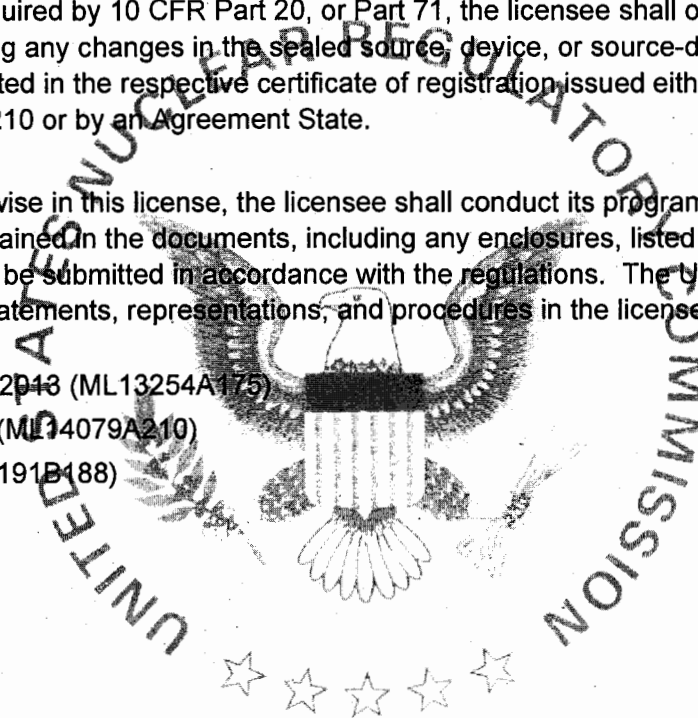 uired by 10 CFR Part 20, or Part 71, the licensee shall o
g any changes in the sealed source, device, or source-d
ted in the respective certificate of registration issued eith
210 or by an Agreement State.
wise in this license, the licensee shall conduct its program
ained in the documents, including any enclosures, listed
be submitted in accordance with the regulations. The U
atements, representations, and procedures in the license
2013 (ML13254A175)
(ML14079A210)
191B188)
UNITED STATES NUCLEAR REGULATORY COMMISSION